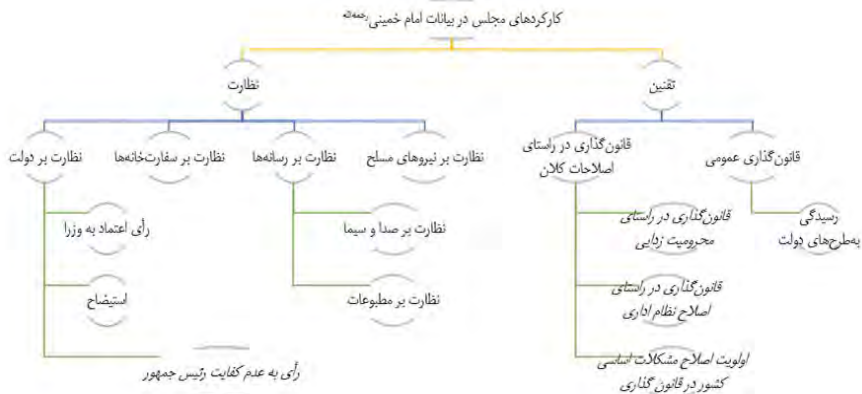 کارکردهای مجلس در بیانات امام خمینی رحمه‌الله
تقنین
نظارت
قانون‌گذاری عمومی
قانون‌گذاری در راستای
اصلاحات کلان
نظارت بر نیروهای مسلح
نظارت بر رسانه‌ها
نظارت بر سفارت‌خانه‌ها
نظارت بر دولت
رسیدگی
به‌طرح‌های دولت
قانون‌گذاری در راستای
محرومیت زدایی
قانون‌گذاری در راستای
اصلاح نظام اداری
اولویت اصلاح مشکلات اساسی
کشور در قانون گذاری
نظارت بر صدا و سیما
نظارت بر مطبوعات
رأی اعتماد به وزرا
استیضاح
رأی به عدم کفایت رئیس جمهور